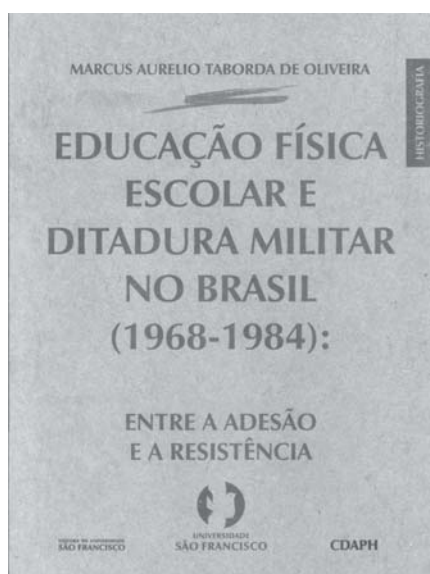 MARCUS AURELIO TABORDA DE OLIVEIRA
HISTORIOGRAFIA
EDUCAÇÃO FÍSICA
ESCOLAR E
DITADURA MILITAR
NO BRASIL
(1968-1984):
ENTRE A ADESÃO
E A RESISTÊNCIA
UNIVERSIDADE
SÃO FRANCISCO
SÃO FRANCISCO
CDAPH